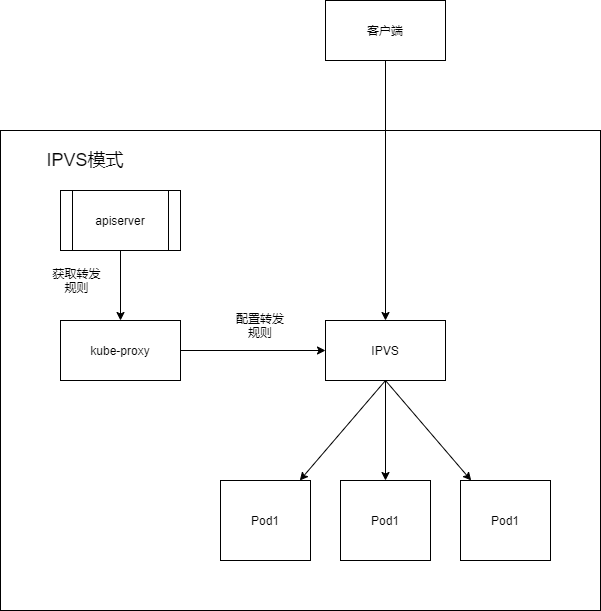 客户端
IPVS模式
apiserver
获取转发
规则
配置转发
规则
kube-proxy
IPVS
Pod1
Pod1
Pod1